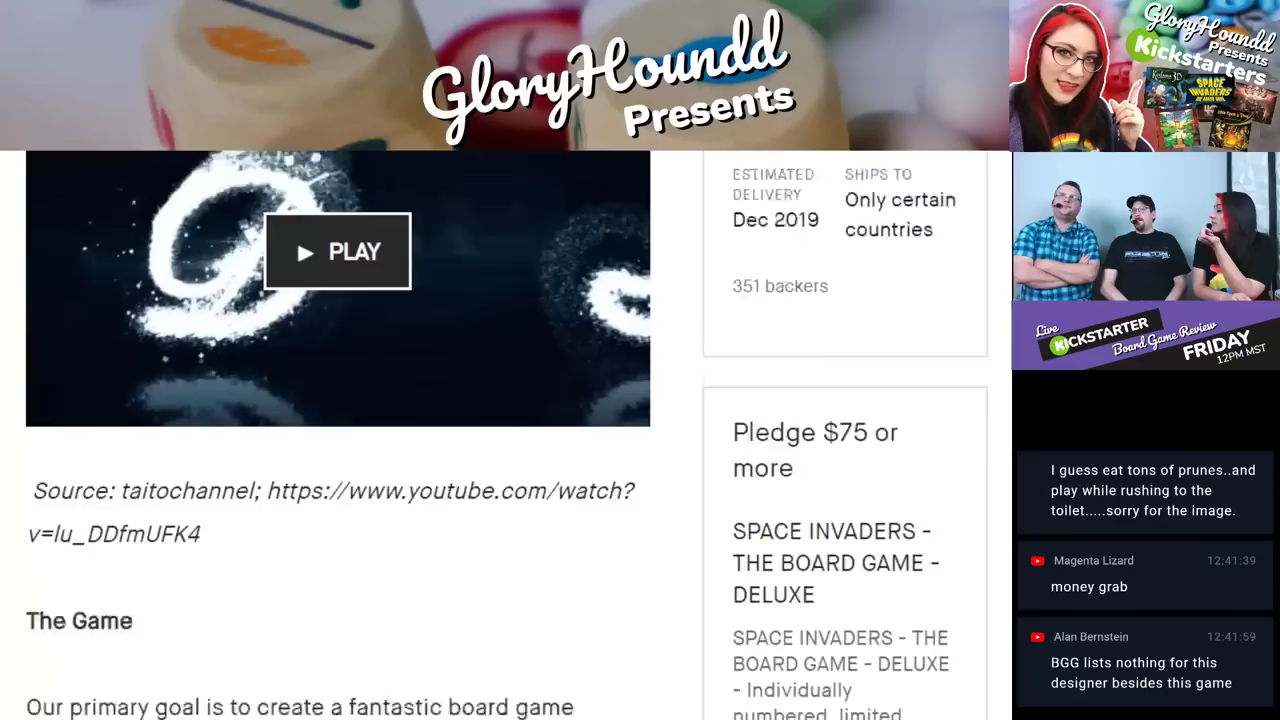 GloryHoundd
Presents
GloryHoundd
Presents
Kickstarters
SPACE
INVADERS
PLAY
ESTIMATED
DELIVERY
Dec 2019
SHIPS TO
Only certain
countries
351 backers
Live
KICKSTARTER
Board Game Review
FRIDAY
12PM MST
Source: taitochannel; https://www.youtube.com/watch?
v=lu_DDfmUFK4
The Game
Our primary goal is to create a fantastic board game
Pledge $75 or
more
SPACE INVADERS -
THE BOARD GAME -
DELUXE
SPACE INVADERS - THE
BOARD GAME - DELUXE
- Individually
numbered, limited
I guess eat tons of prunes..and
play while rushing to the
toilet.....sorry for the image.
Magenta Lizard 12:41:39
money grab
Alan Bernstein 12:41:59
BGG lists nothing for this
designer besides this game